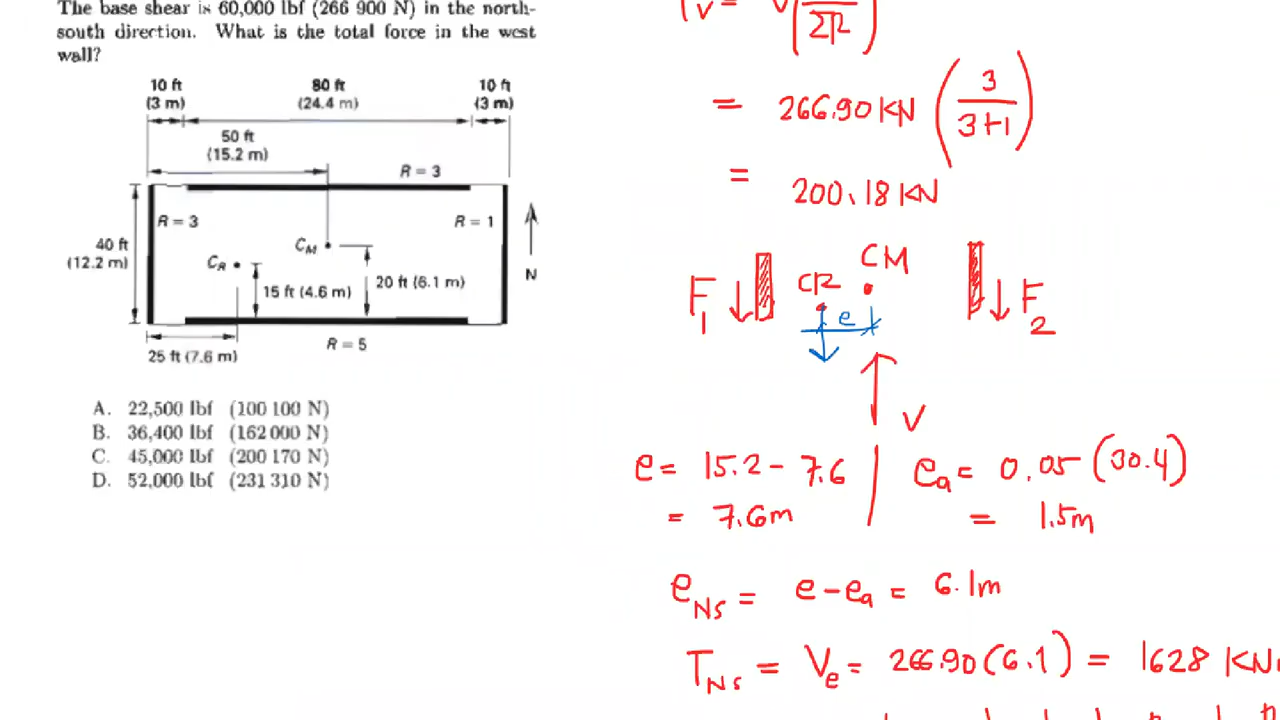 The base shear is 60,000 lbf (266 900 N) in the north-
south direction. What is the total force in the west
wall?
10 ft
(3 m)
80 ft
(24.4 m)
10 ft
(3 m)
50 ft
(15.2 m)
R = 3
R = 3
R = 1
40 ft
(12.2 m)
CM
CR
15 ft (4.6 m)
20 ft (6.1 m)
N
25 ft (7.6 m)
R = 5
A. 22,500 lbf (100 100 N)
B. 36,400 lbf (162 000 N)
C. 45,000 lbf (200 170 N)
D. 52,000 lbf (231 310 N)
= 266.90 KN (3/3+1)
= 200.18 KN
F1
CR
CM
e
F2
V
e = 15.2 - 7.6
= 7.6m
ea = 0.05 (30.4)
= 1.5m
eNS = e - ea = 6.1m
TNS = Ve = 266.90 (6.1) = 1628